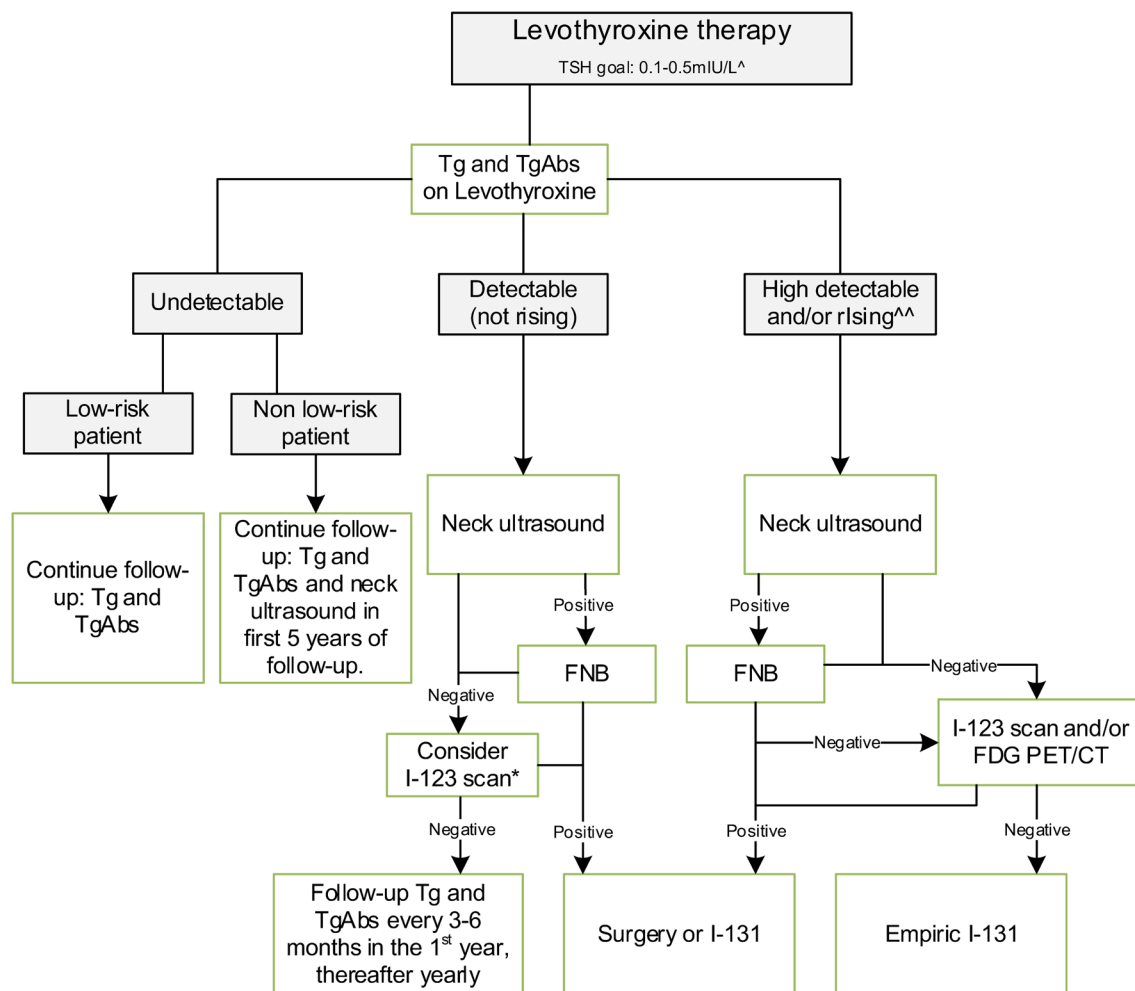 Levothyroxine therapy
TSH goal: 0.1-0.5mIU/L^
Tg and TgAbs
on Levothyroxine
Undetectable
Detectable
(not rising)
High detectable
and/or rIsing^^
Low-risk
patient
Non low-risk
patient
Continue follow-
up: Tg and
TgAbs
Continue follow-
up: Tg and
TgAbs and neck
ultrasound in
first 5 years of
follow-up.
Neck ultrasound
Neck ultrasound
Positive
Positive
FNB
FNB
Negative
Negative
Consider
I-123 scan*
Negative
I-123 scan and/or
FDG PET/CT
Negative
Positive
Positive
Negative
Follow-up Tg and
TgAbs every 3-6
months in the 1st year,
thereafter yearly
Surgery or I-131
Empiric I-131